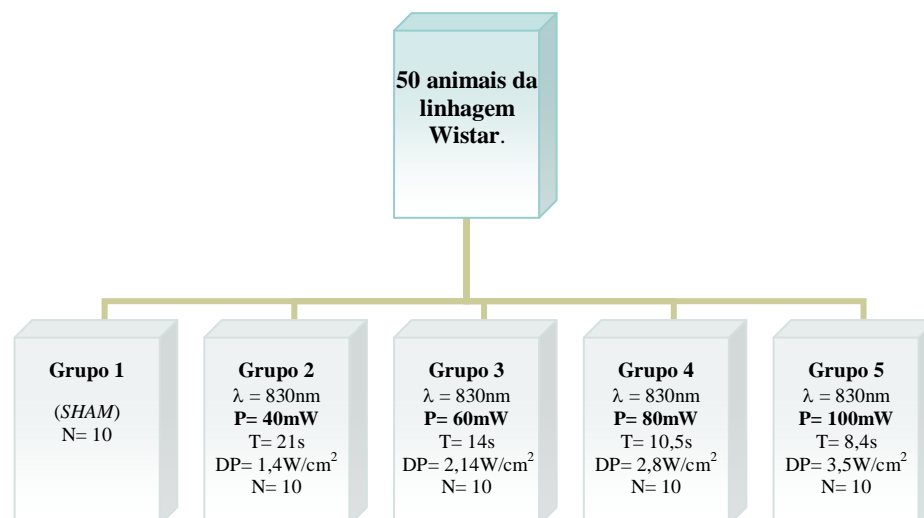 50 animais da
linhagem
Wistar.
Grupo 1
(SHAM)
N= 10
Grupo 2
λ = 830nm
P= 40mW
T= 21s
DP= 1,4W/cm²
N= 10
Grupo 3
λ = 830nm
P= 60mW
T= 14s
DP= 2,14W/cm²
N= 10
Grupo 4
λ = 830nm
P= 80mW
T= 10,5s
DP= 2,8W/cm²
N= 10
Grupo 5
λ = 830nm
P= 100mW
T= 8,4s
DP= 3,5W/cm²
N= 10